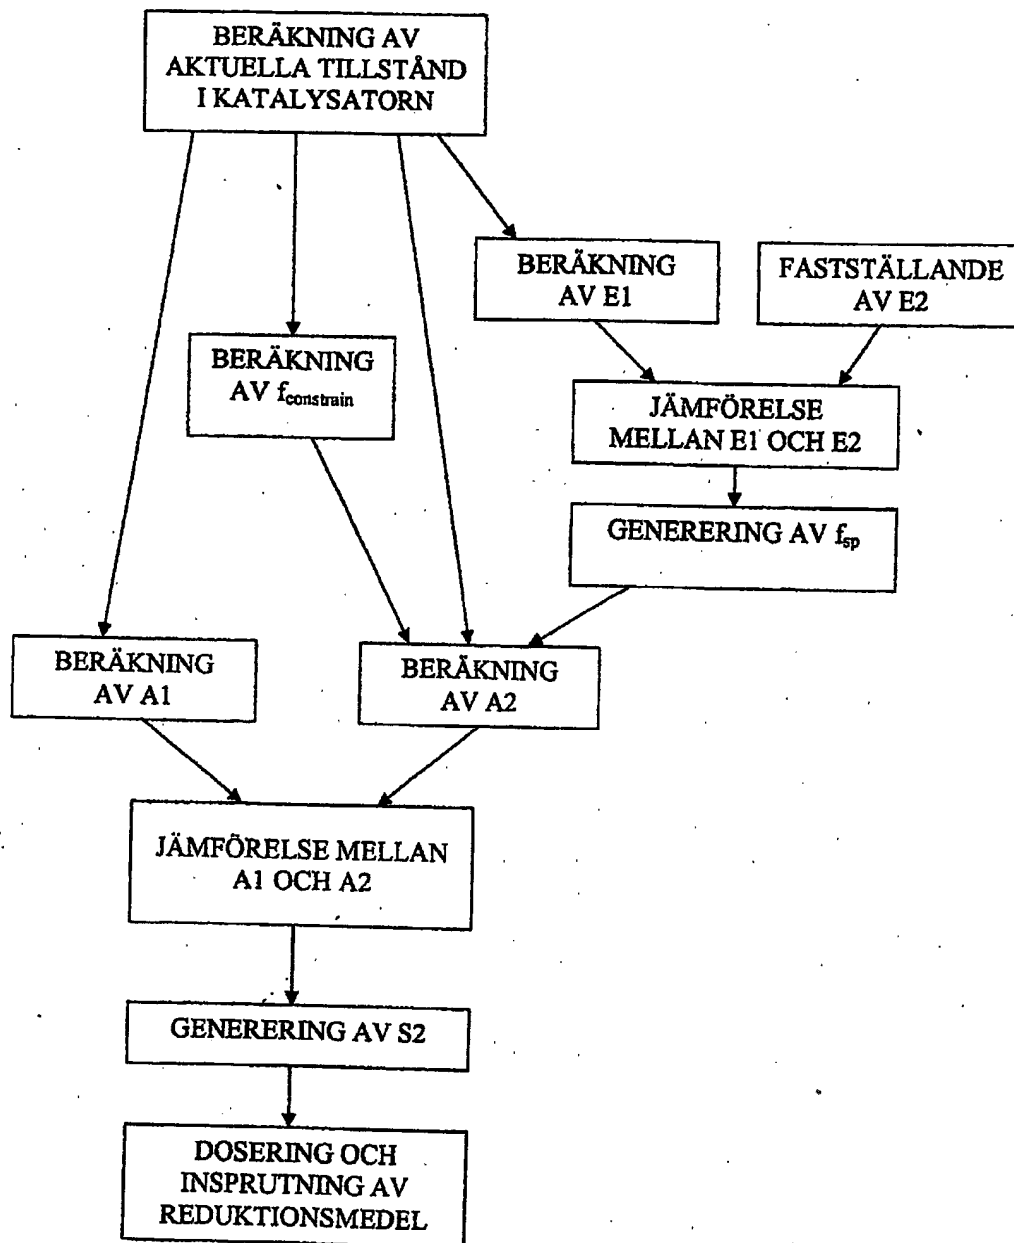 BERÄKNING AV
AKTUELLA TILLSTÅND
I KATALYSATORN
BERÄKNING
AV E1
FASTSTÄLLANDE
AV E2
BERÄKNING
AV fconstrain
JÄMFÖRELSE
MELLAN E1 OCH E2
GENERERING AV fsp
BERÄKNING
AV A1
BERÄKNING
AV A2
JÄMFÖRELSE MELLAN
A1 OCH A2
GENERERING AV S2
DOSERING OCH
INSPRUTNING AV
REDUKTIONSMEDEL